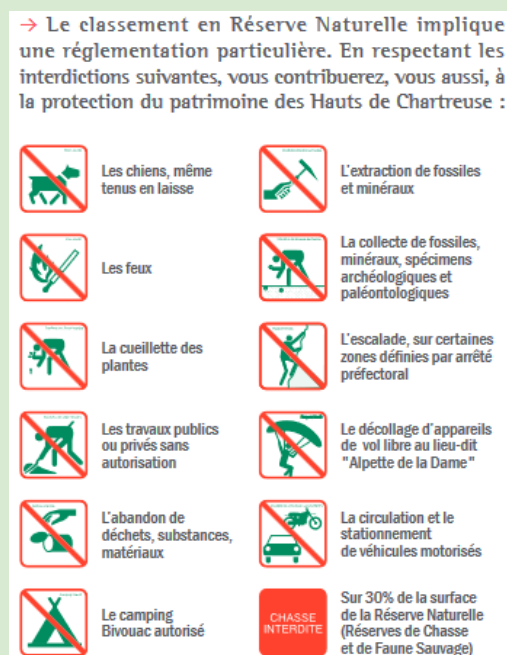 → Le classement en Réserve Naturelle implique
une réglementation particulière. En respectant les
interdictions suivantes, vous contribuerez, vous aussi, à
la protection du patrimoine des Hauts de Chartreuse :
Les chiens, même
tenus en laisse
L'extraction de fossiles
et minéraux
Les feux
La collecte de fossiles,
minéraux, spécimens
archéologiques et
paléontologiques
La cueillette des
plantes
L'escalade, sur certaines
zones définies par arrêté
préfectoral
Les travaux publics
ou privés sans
autorisation
Le décollage d'appareils
de vol libre au lieu-dit
"Alpette de la Dame"
L'abandon de
déchets, substances,
matériaux
La circulation et le
stationnement
de véhicules motorisés
Le camping
Bivouac autorisé
CHASSE
INTERDITE
Sur 30% de la surface
de la Réserve Naturelle
(Réserves de Chasse
et de Faune Sauvage)